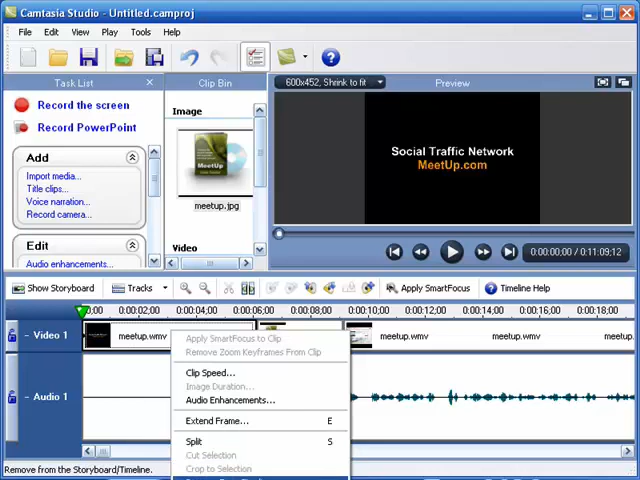 Camtasia Studio - Untitled.camproj
File Edit View Play Tools Help
Task List
Clip Bin
600x452, Shrink to fit
Preview
Record the screen
Record PowerPoint
Add
Import media...
Title clips...
Voice narration...
Record camera...
Edit
Audio enhancements...
Image
meetup.jpg
Video
Social Traffic Network
MeetUp.com
0:00:00;00 / 0:11:09;12
Show Storyboard
Tracks
Apply SmartFocus
Timeline Help
0:00:02;00
0:00:04;00
0:00:06;00
0:00:08;00
0:00:10;00
0:00:12;00
0:00:14;00
0:00:16;00
0:00:18;00
Video 1
meetup.wmv
meetup.wmv
meetup.wmv
meetup.wmv
Audio 1
Apply SmartFocus to Clip
Remove Zoom Keyframes From Clip
Clip Speed...
Image Duration...
Audio Enhancements...
Extend Frame... E
Split S
Cut Selection
Crop to Selection
Remove from the Storyboard/Timeline.